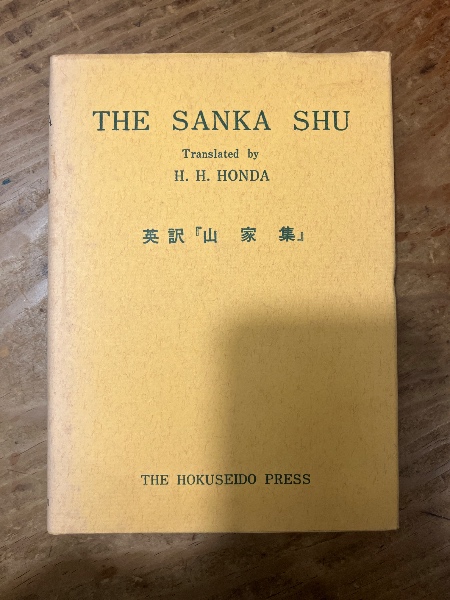 THE SANKA SHU
Translated by
H. H. HONDA
英訳『山家集』
THE HOKUSEIDO PRESS